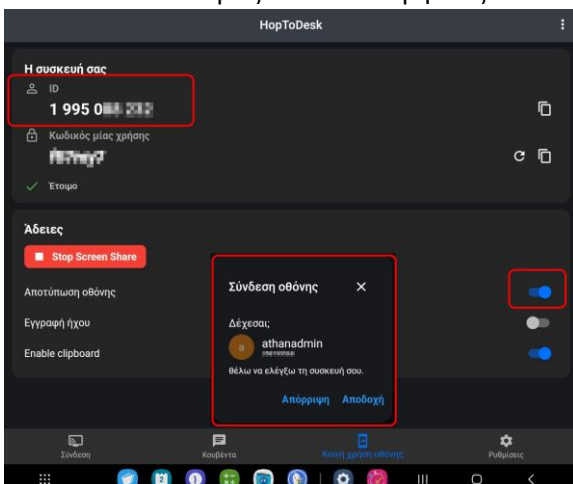 HopToDesk
Η συσκευή σας
ID
1 995 0
Κωδικός μίας χρήσης
Έτοιμο
Άδειες
Stop Screen Share
Αποτύπωση οθόνης
Εγγραφή ήχου
Enable clipboard
Σύνδεση οθόνης
Δέχεσαι;
a
athanadmin
θέλω να ελέγξω τη συσκευή σου.
Απόρριψη Αποδοχή
Σύνδεση
Κουβέντα
Κοινή χρήση οθόνης
Ρυθμίσεις